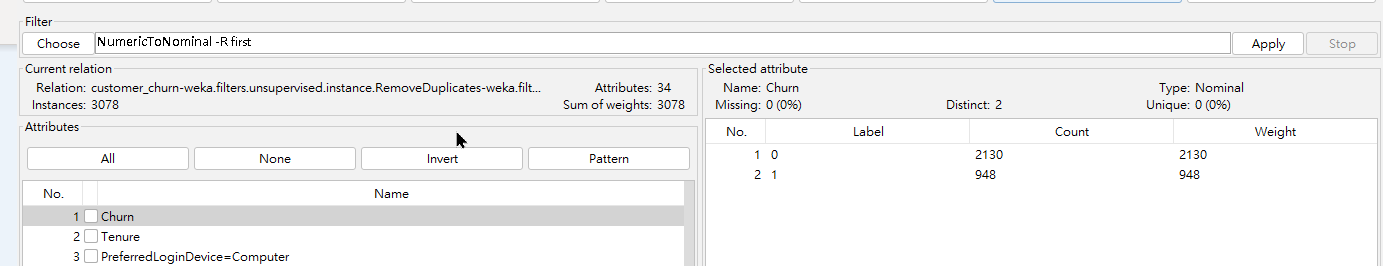 Filter
Choose NumericToNominal -R first Apply Stop
Current relation
Relation: customer_churn-weka.filters.unsupervised.instance.RemoveDuplicates-weka.filt... Attributes: 34
Instances: 3078 Sum of weights: 3078
Attributes
All None Invert Pattern
No. Name
1 Churn
2 Tenure
3 PreferredLoginDevice=Computer
Selected attribute
Name: Churn Type: Nominal
Missing: 0 (0%) Distinct: 2 Unique: 0 (0%)
No. Label Count Weight
1 0 2130 2130
2 1 948 948